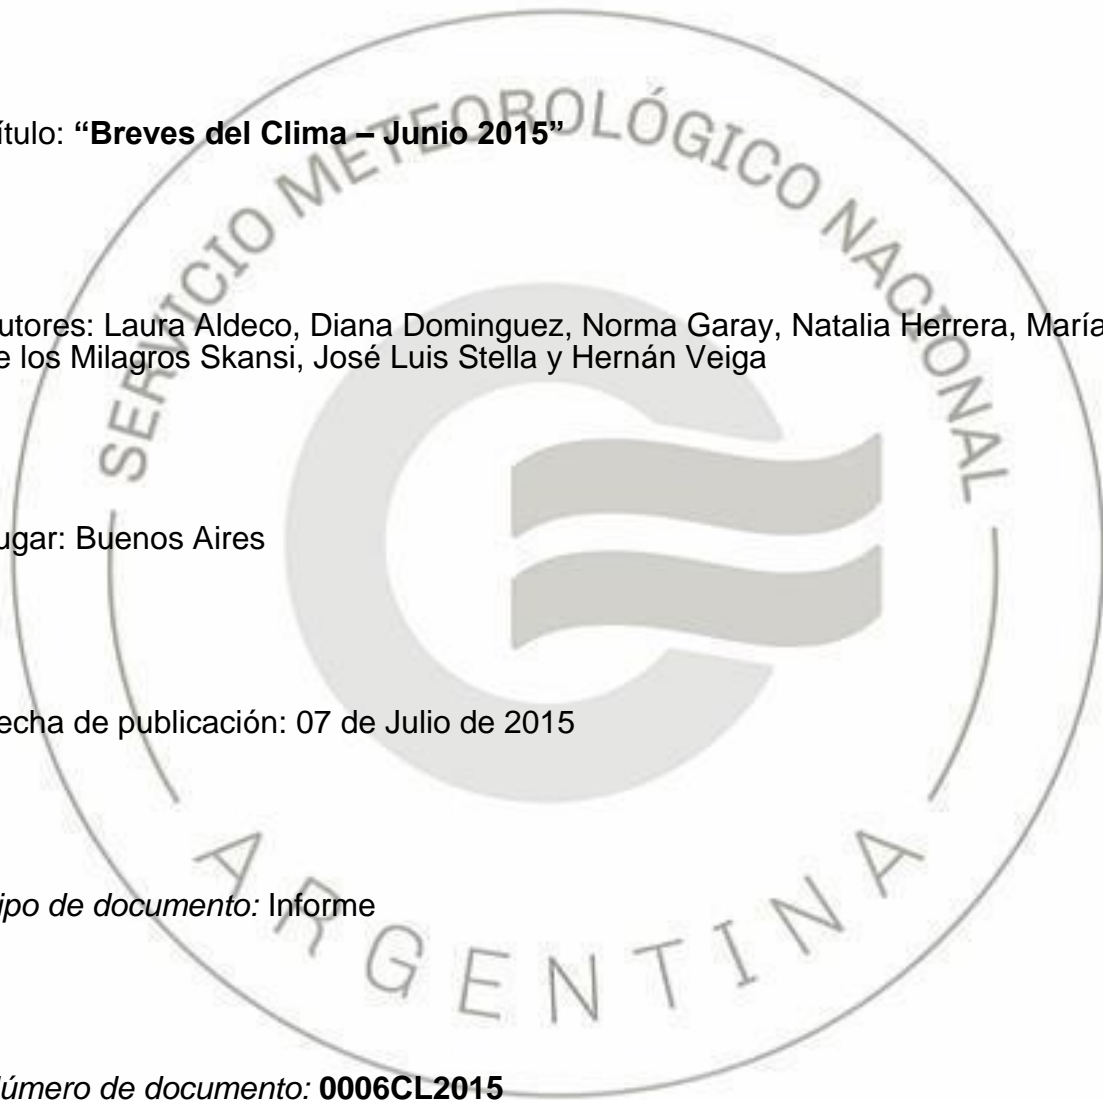 ítulo: “Breves del Clima – Junio 2015”
utores: Laura Aldeco, Diana Dominguez, Norma Garay, Natalia Herrera, María
e los Milagros Skansi, José Luis Stella y Hernán Veiga
ugar: Buenos Aires
echa de publicación: 07 de Julio de 2015
ipo de documento: Informe
úmero de documento: 0006CL2015
SERVICIO METEOROLÓGICO NACIONAL
ARGENTINA